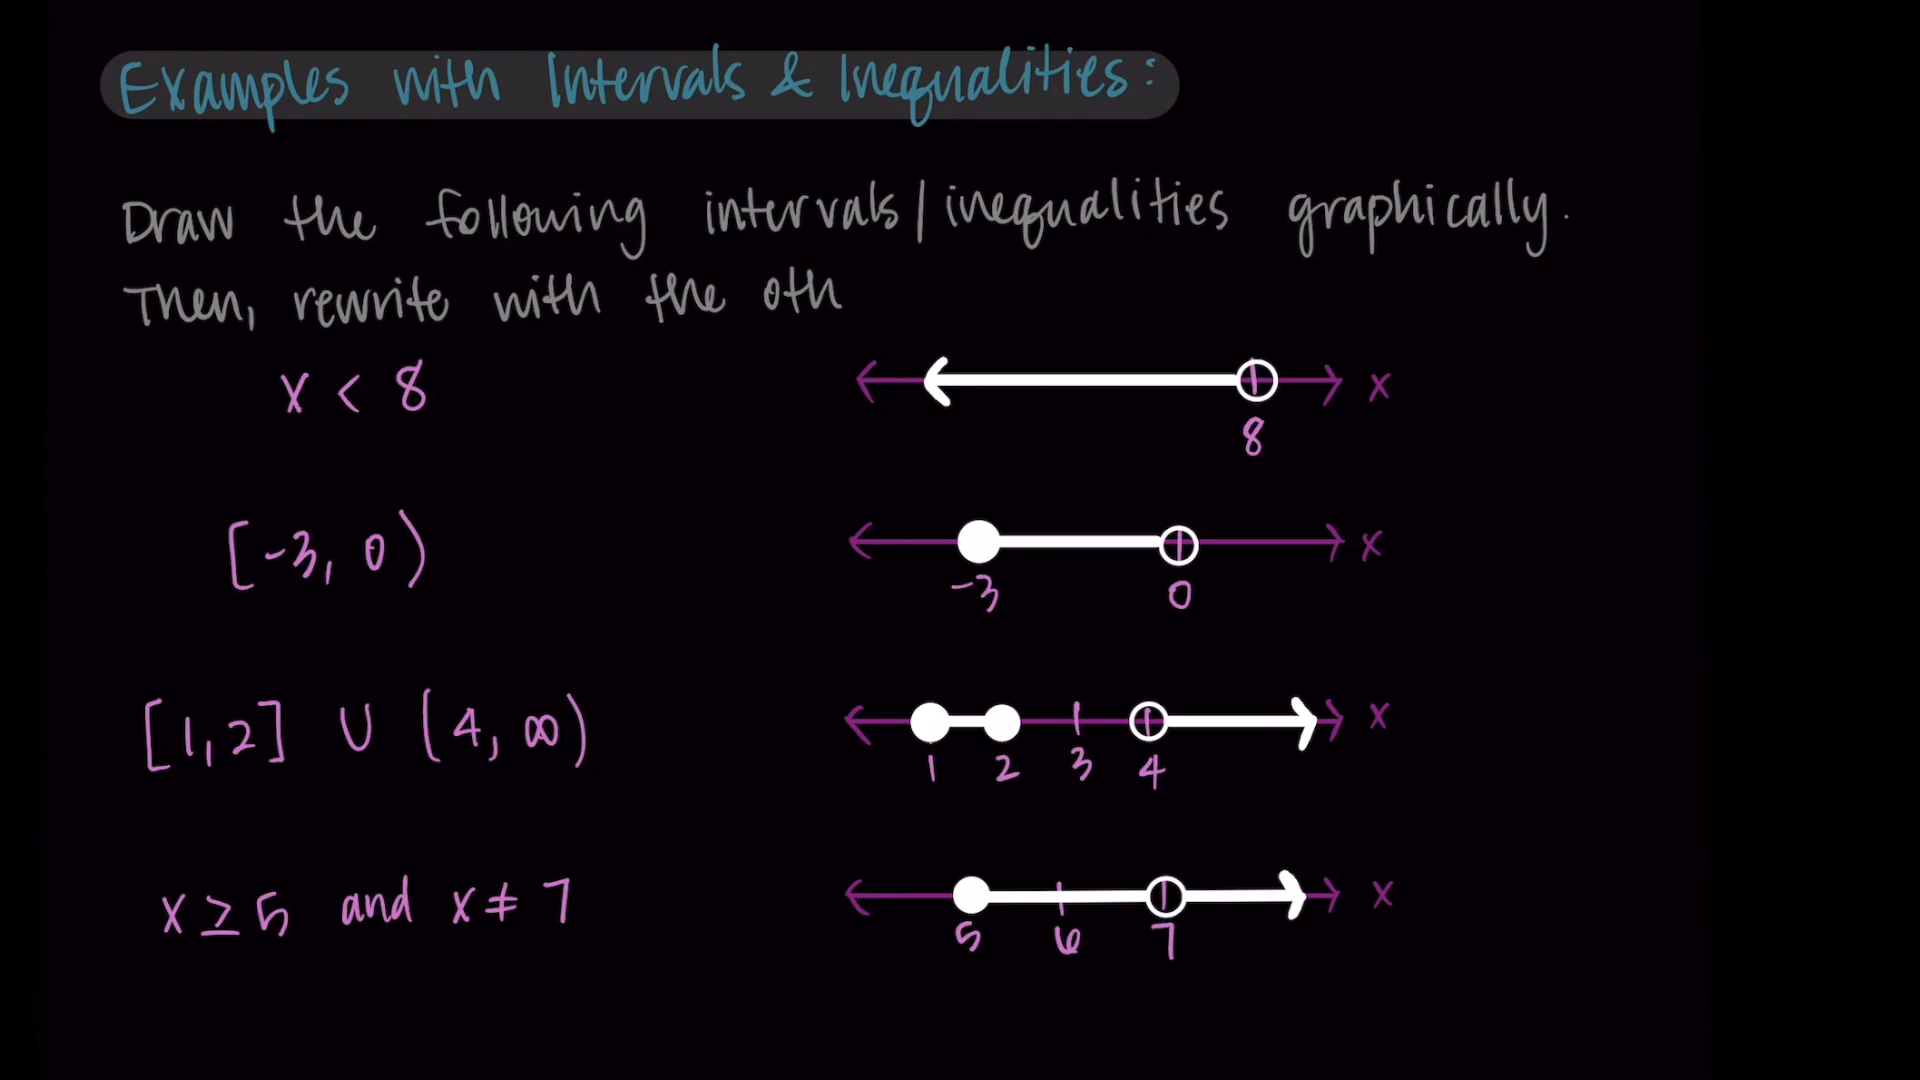 Examples with Intervals & Inequalities:
Draw the following intervals/inequalities graphically.
Then, rewrite with the oth
x < 8
x
8
[-3, 0)
x
-3 0
[1,2] ∪ (4, ∞)
x
1 2 3 4
x ≥ 5 and x ≠ 7
x
5 6 7